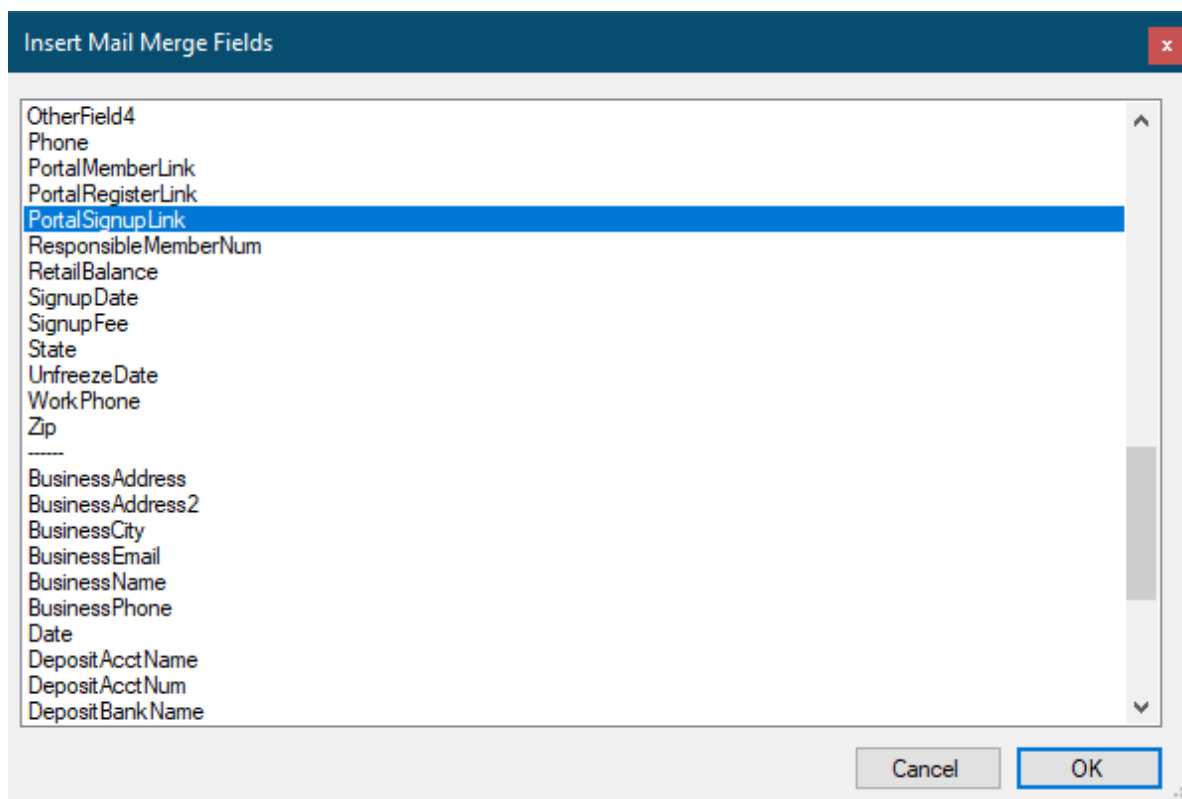 Insert Mail Merge Fields
x
OtherField4
Phone
PortalMemberLink
PortalRegisterLink
PortalSignupLink
ResponsibleMemberNum
RetailBalance
SignupDate
SignupFee
State
UnfreezeDate
WorkPhone
Zip
------
BusinessAddress
BusinessAddress2
BusinessCity
BusinessEmail
BusinessName
BusinessPhone
Date
DepositAcctName
DepositAcctNum
DepositBankName
Cancel
OK